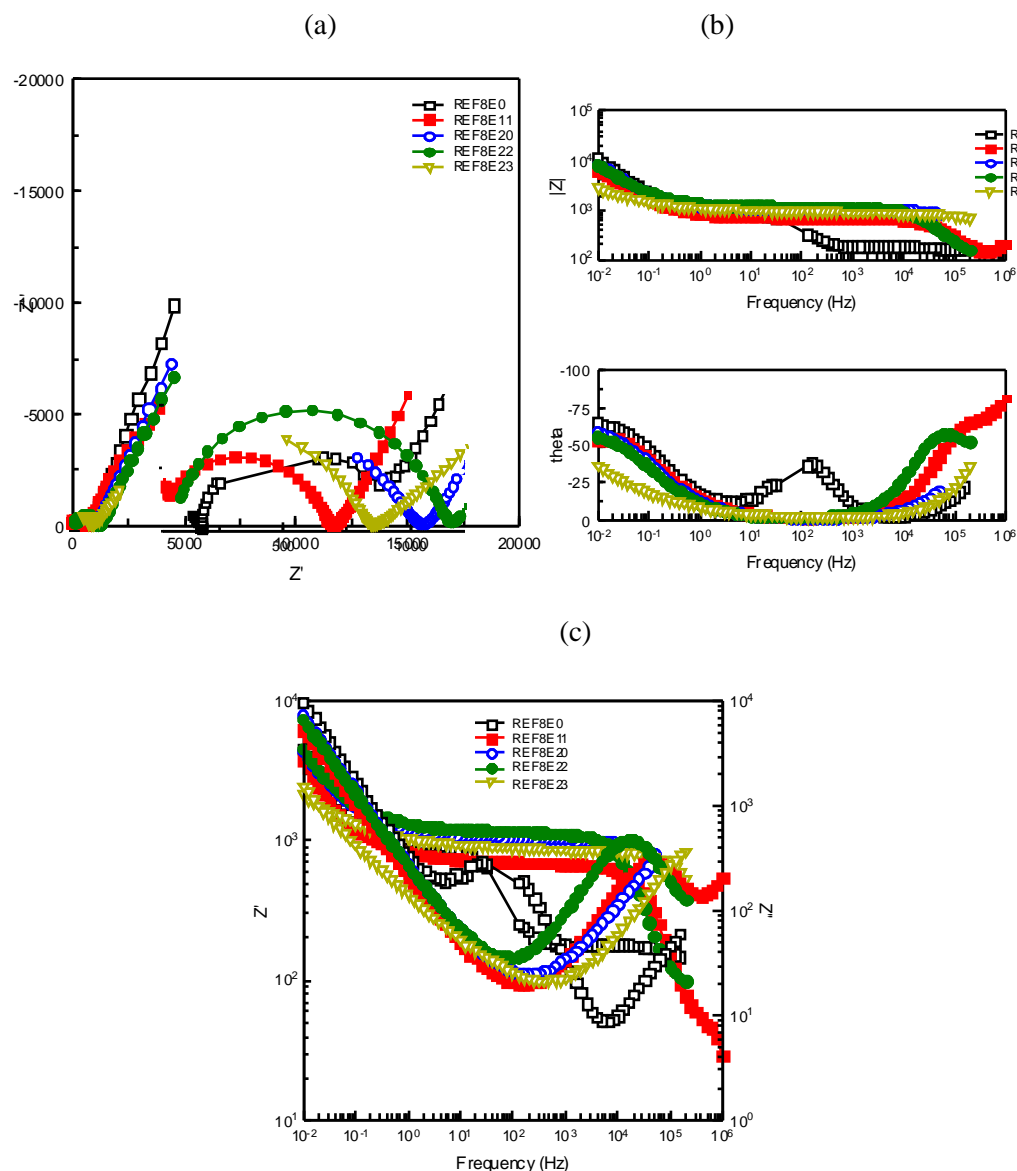 (a)
(b)
-20000
-15000
-10000
-5000
0
Z''
REF8E0
REF8E11
REF8E20
REF8E22
REF8E23
0
5000
10000
15000
20000
500
1000
Z'
10^5
10^4
10^3
10^2
|Z|
10^-2
10^-1
10^0
10^1
10^2
10^3
10^4
10^5
10^6
Frequency (Hz)
-100
-75
-50
-25
0
theta
10^-2
10^-1
10^0
10^1
10^2
10^3
10^4
10^5
10^6
Frequency (Hz)
(c)
10^4
10^3
10^2
10^1
Z'
REF8E0
REF8E11
REF8E20
REF8E22
REF8E23
10^4
10^3
10^2
10^1
10^0
Z''
10^-2
10^-1
10^0
10^1
10^2
10^3
10^4
10^5
10^6
Frequency (Hz)